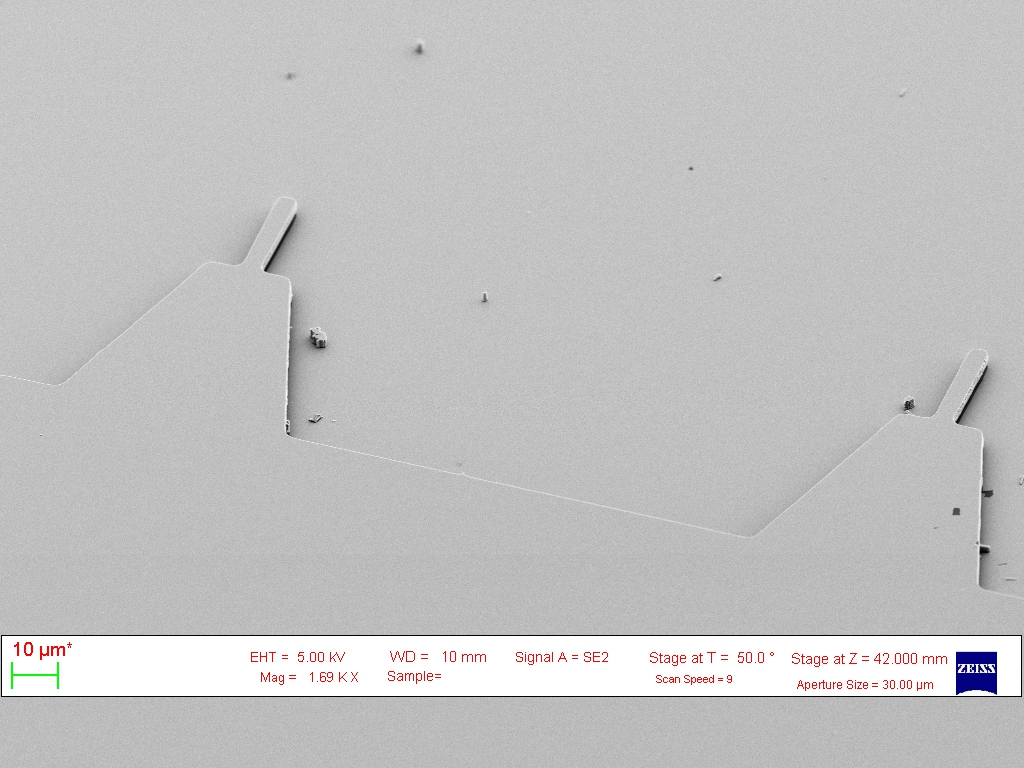 10 µm*
EHT = 5.00 kV WD = 10 mm Signal A = SE2 Stage at T = 50.0 ° Stage at Z = 42.000 mm
Mag = 1.69 K X Sample= Scan Speed = 9 Aperture Size = 30.00 µm
ZEISS